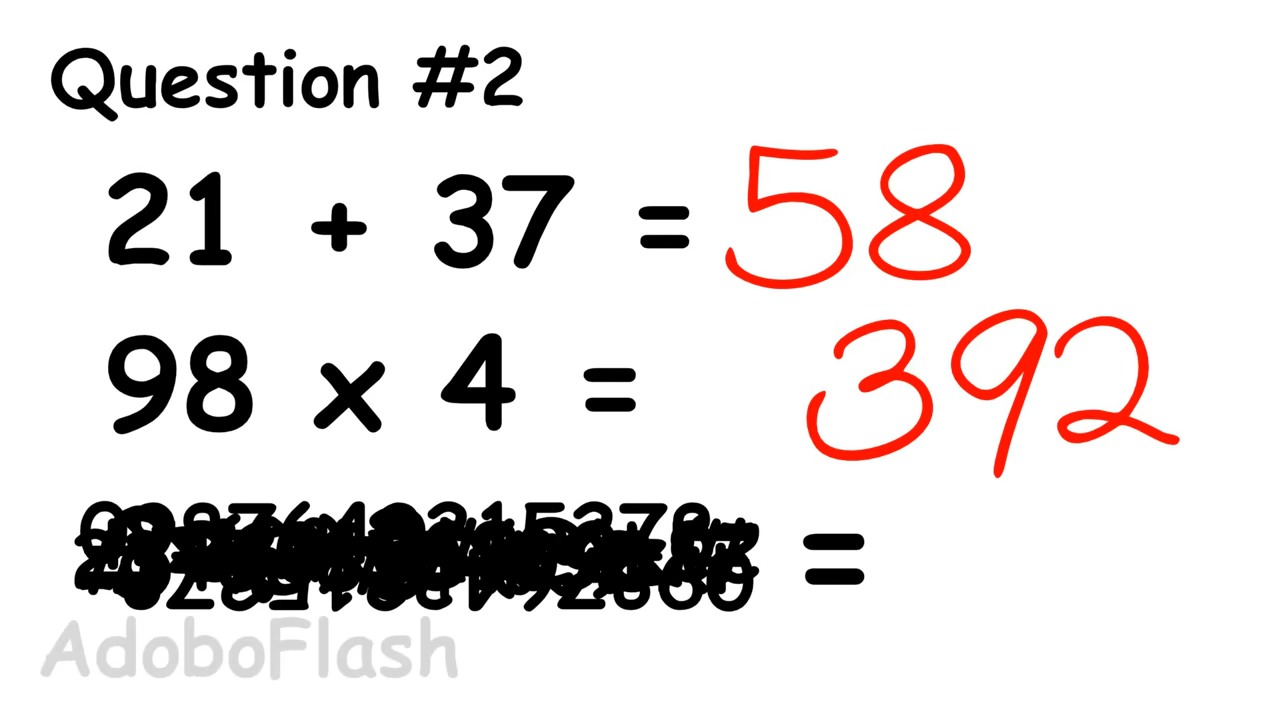 Question #2
21 + 37 = 58
98 x 4 = 392
=
AdoboFlash